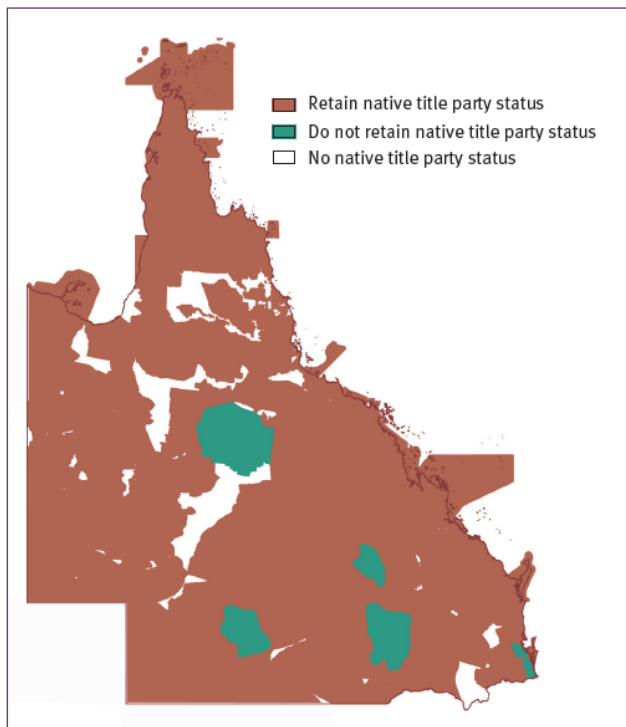 Retain native title party status
Do not retain native title party status
No native title party status